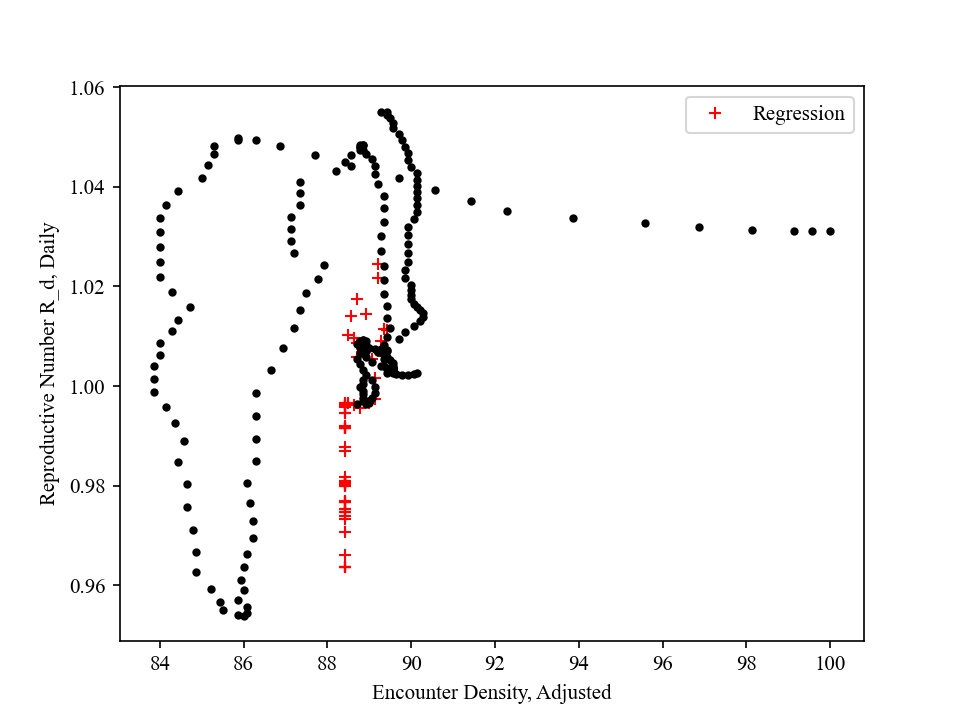 1.06
1.04
1.02
1.00
0.98
0.96
Reproductive Number R_d, Daily
Regression
84 86 88 90 92 94 96 98 100
Encounter Density, Adjusted